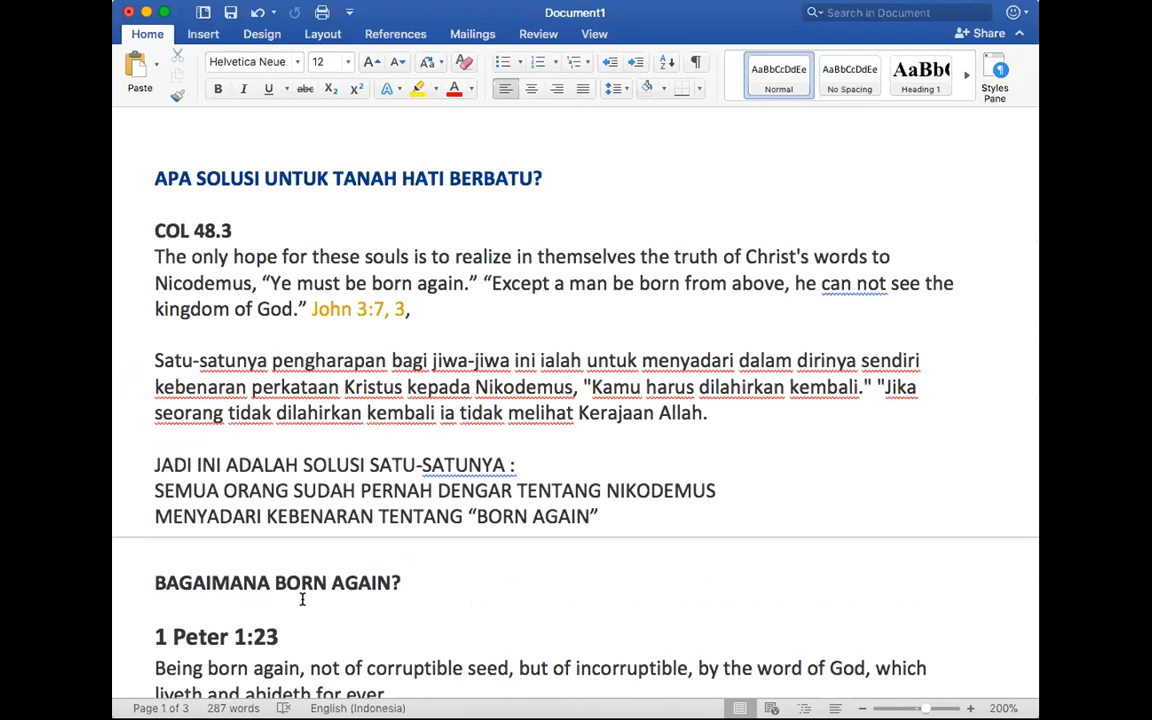 Document1
Search in Document
Home Insert Design Layout References Mailings Review View Share
Paste Helvetica Neue 12 AaBbCcDdEe AaBbCcDdEe AaBb(
B I U abc X2 X2 A A Normal No Spacing Heading 1 Styles Pane
APA SOLUSI UNTUK TANAH HATI BERBATU?
COL 48.3
The only hope for these souls is to realize in themselves the truth of Christ's words to
Nicodemus, “Ye must be born again.” “Except a man be born from above, he can not see the
kingdom of God.” John 3:7, 3,
Satu-satunya pengharapan bagi jiwa-jiwa ini ialah untuk menyadari dalam dirinya sendiri
kebenaran perkataan Kristus kepada Nikodemus, "Kamu harus dilahirkan kembali." "Jika
seorang tidak dilahirkan kembali ia tidak melihat Kerajaan Allah.
JADI INI ADALAH SOLUSI SATU-SATUNYA :
SEMUA ORANG SUDAH PERNAH DENGAR TENTANG NIKODEMUS
MENYADARI KEBENARAN TENTANG “BORN AGAIN”
BAGAIMANA BORN AGAIN?
1 Peter 1:23
Being born again, not of corruptible seed, but of incorruptible, by the word of God, which
liveth and abideth for ever
Page 1 of 3 287 words English (Indonesia) 200%